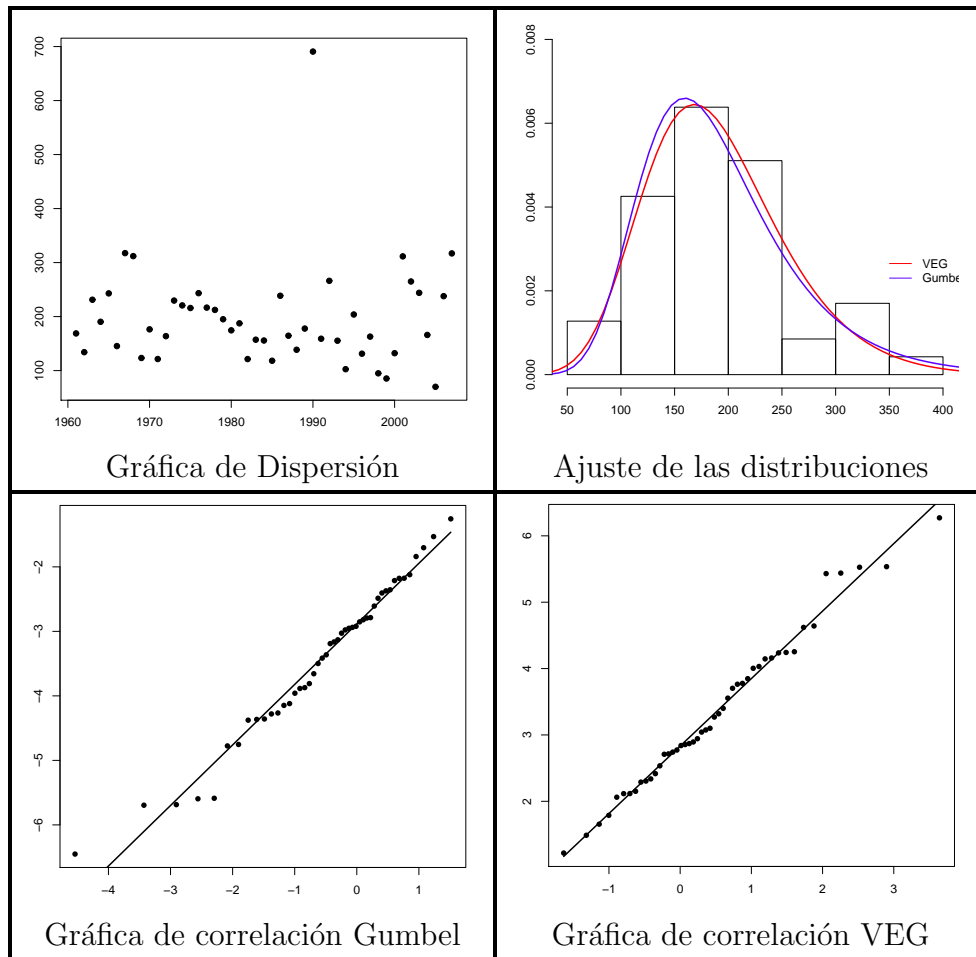 700
600
500
400
300
200
100
1960 1970 1980 1990 2000
Gráfica de Dispersión
0.008
0.006
0.004
0.002
0.000
VEG
Gumbe
50 100 150 200 250 300 350 400
Ajuste de las distribuciones
−2
−3
−4
−5
−6
−4 −3 −2 −1 0 1
Gráfica de correlación Gumbel
6
5
4
3
2
−1 0 1 2 3
Gráfica de correlación VEG